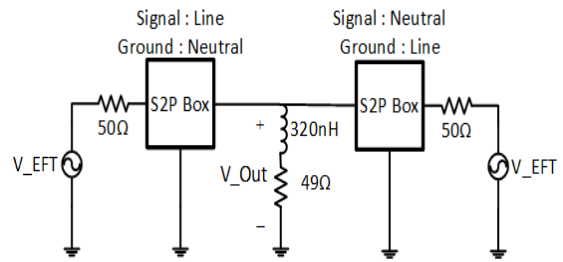 Signal : Line
Ground : Neutral
Signal : Neutral
Ground : Line
S2P Box
S2P Box
50Ω
+
320nH
50Ω
V_EFT
V_Out
49Ω
V_EFT
–